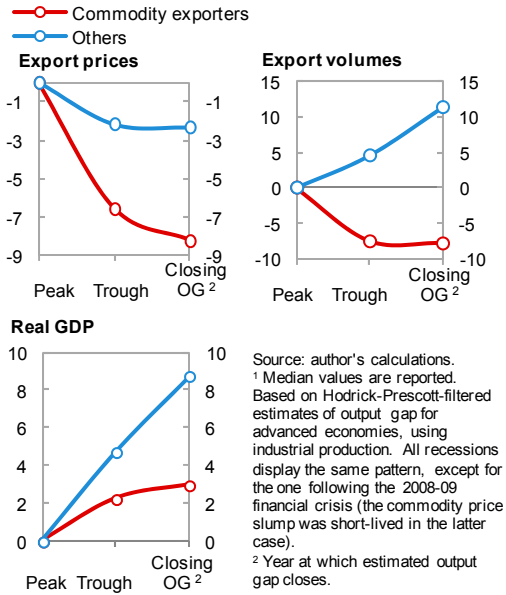 Commodity exporters
Others
Export prices
-1 -1
-3 -3
-5 -5
-7 -7
-9 -9
Peak Trough Closing
OG ²
Export volumes
15 15
10 10
5 5
0 0
-5 -5
-10 -10
Peak Trough Closing
OG ²
Real GDP
10 10
8 8
6 6
4 4
2 2
0 0
Peak Trough Closing
OG ²
Source: author's calculations.
¹ Median values are reported.
Based on Hodrick-Prescott-filtered
estimates of output gap for
advanced economies, using
industrial production. All recessions
display the same pattern, except for
the one following the 2008-09
financial crisis (the commodity price
slump was short-lived in the latter
case).
² Year at which estimated output
gap closes.